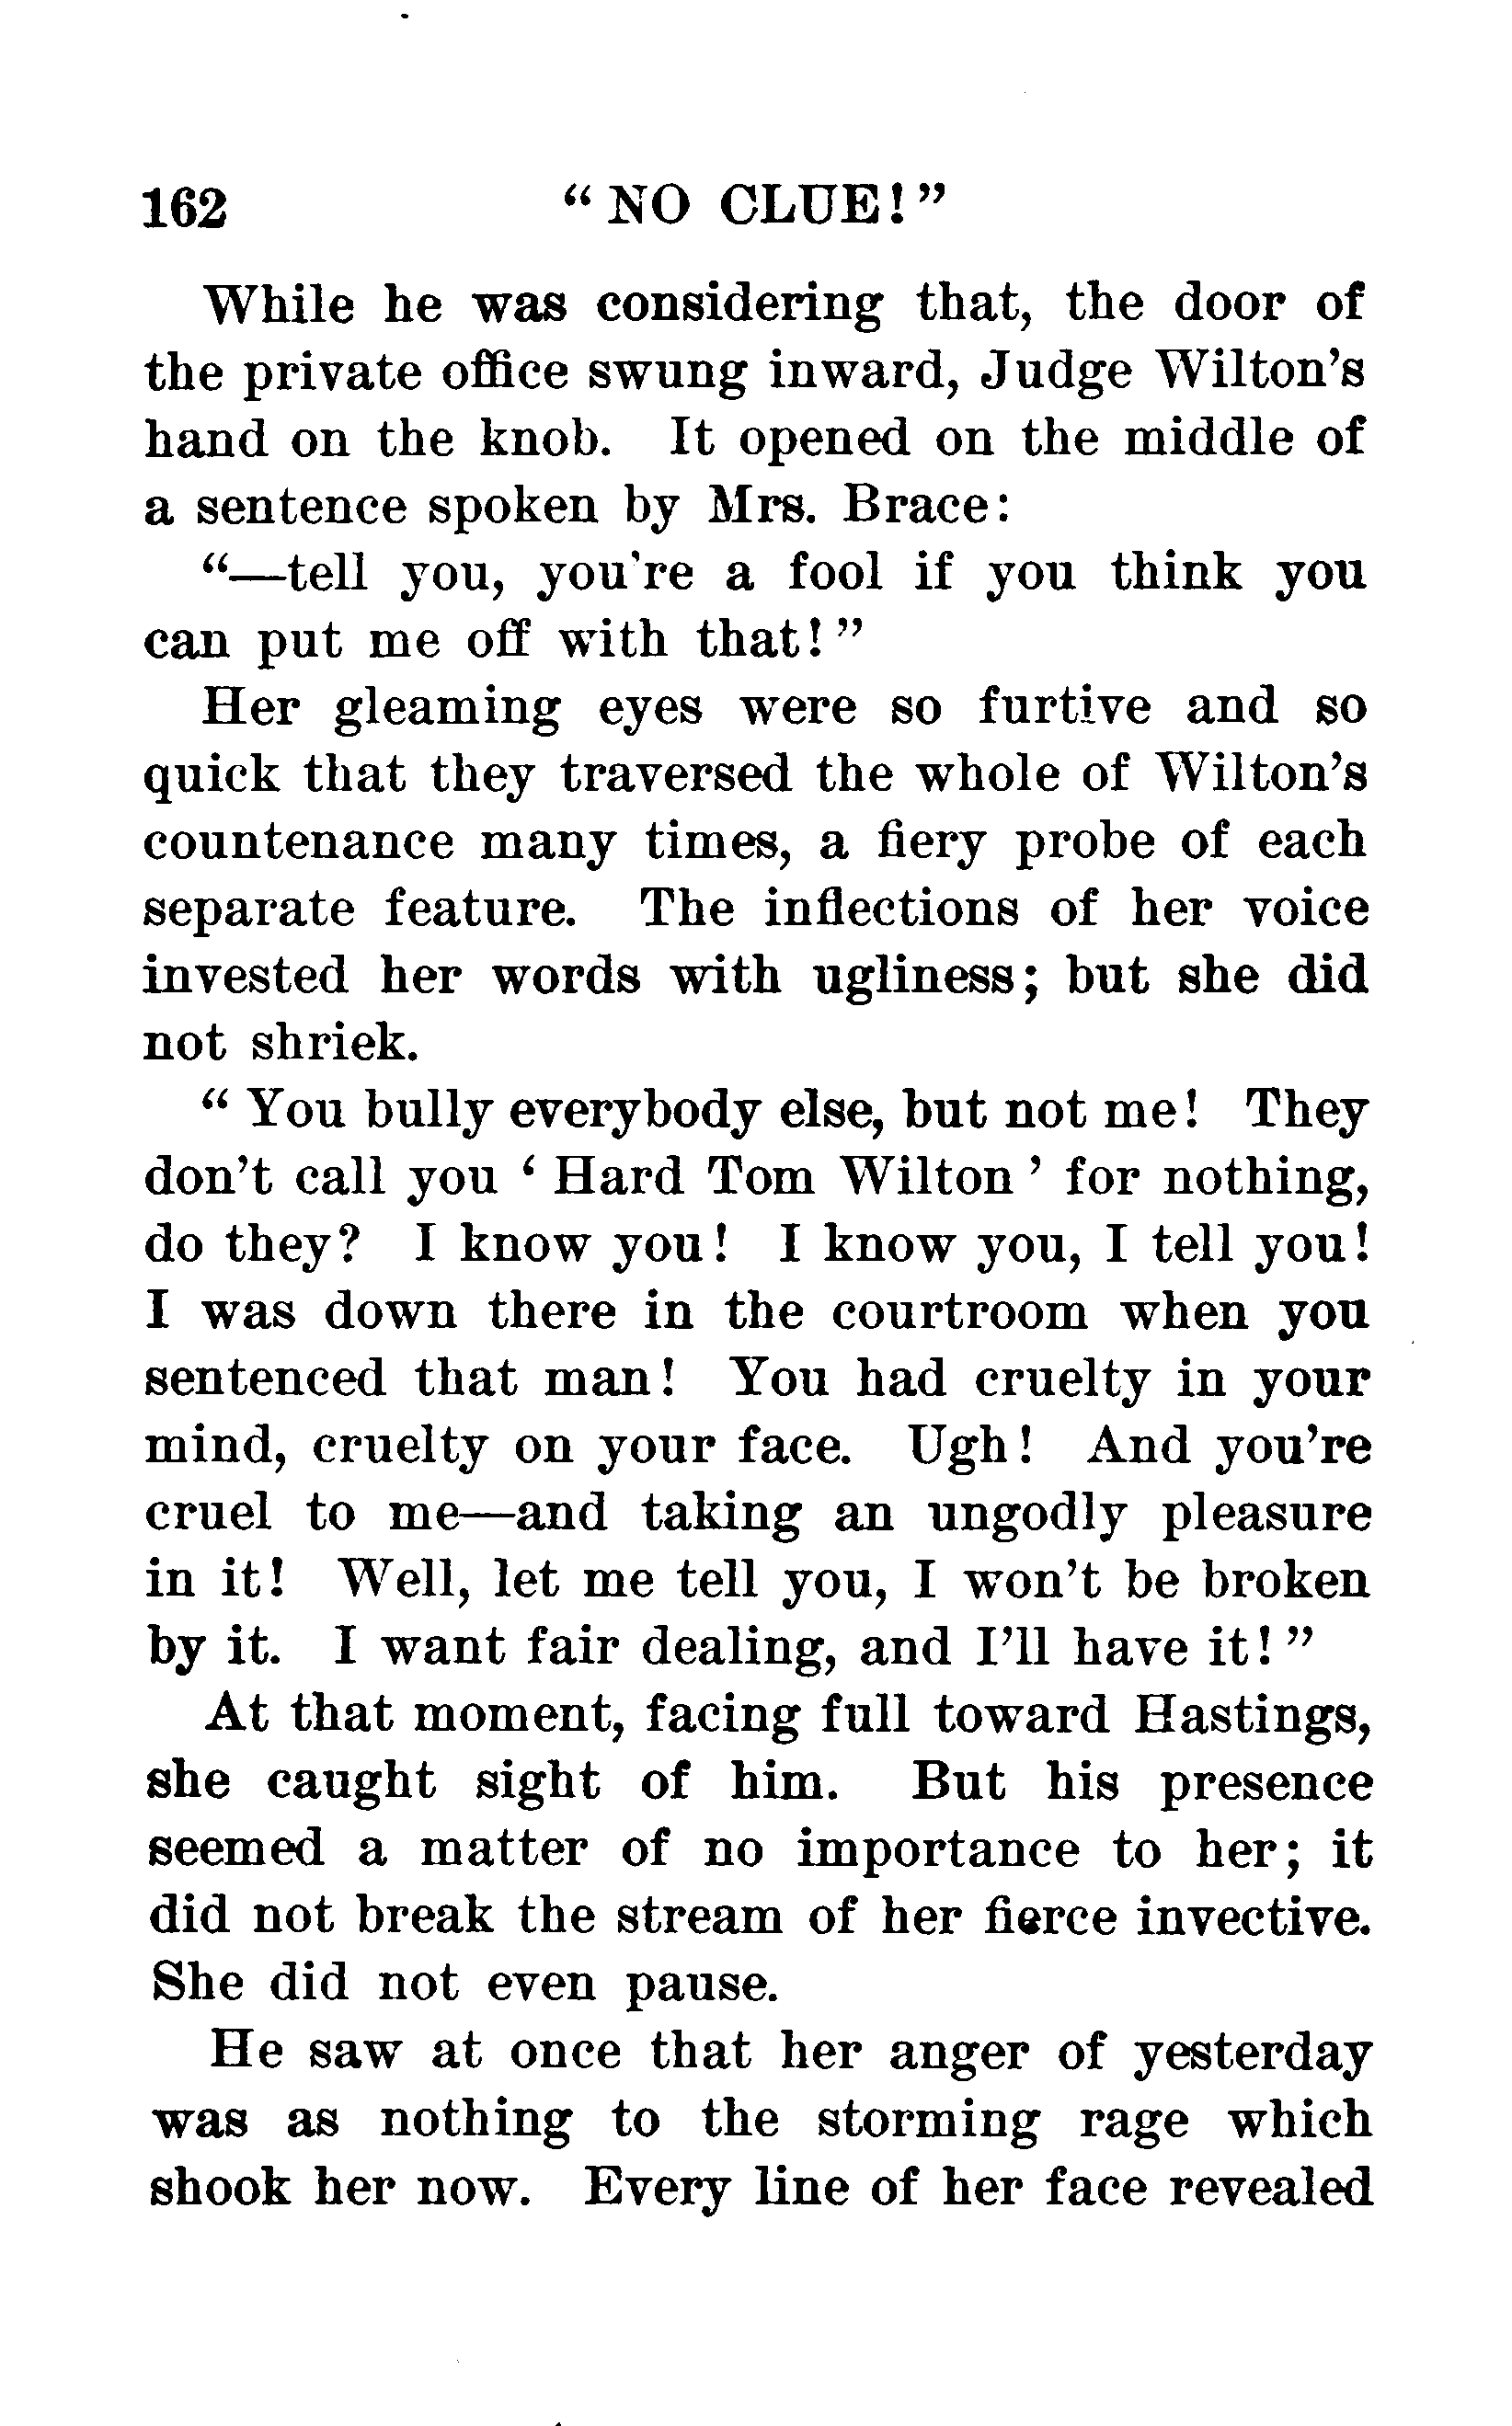 162 “ NO CLUE! ”
While he was considering that, the door of
the private office swung inward, Judge Wilton’s
hand on the knob. It opened on the middle of
a sentence spoken by Mrs. Brace:
“—tell you, you’re a fool if you think you
can put me off with that! ”
Her gleaming eyes were so furtive and so
quick that they traversed the whole of Wilton’s
countenance many times, a fiery probe of each
separate feature. The inflections of her voice
invested her words with ugliness; but she did
not shriek.
“ You bully everybody else, but not me! They
don’t call you ‘ Hard Tom Wilton ’ for nothing,
do they? I know you! I know you, I tell you!
I was down there in the courtroom when you
sentenced that man! You had cruelty in your
mind, cruelty on your face. Ugh! And you’re
cruel to me—and taking an ungodly pleasure
in it! Well, let me tell you, I won’t be broken
by it. I want fair dealing, and I’ll have it! ”
At that moment, facing full toward Hastings,
she caught sight of him. But his presence
seemed a matter of no importance to her; it
did not break the stream of her fierce invective.
She did not even pause.
He saw at once that her anger of yesterday
was as nothing to the storming rage which
shook her now. Every line of her face revealed